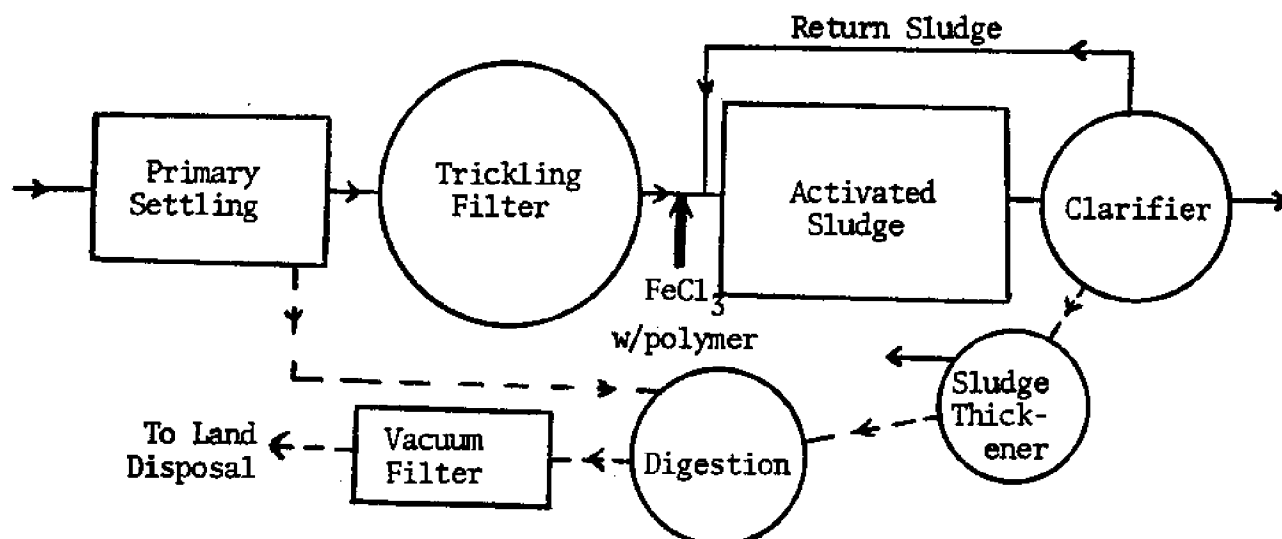 Return Sludge
Primary
Settling
Trickling
Filter
Activated
Sludge
Clarifier
FeCl3
w/polymer
Sludge
Thick-
ener
To Land
Disposal
Vacuum
Filter
Digestion